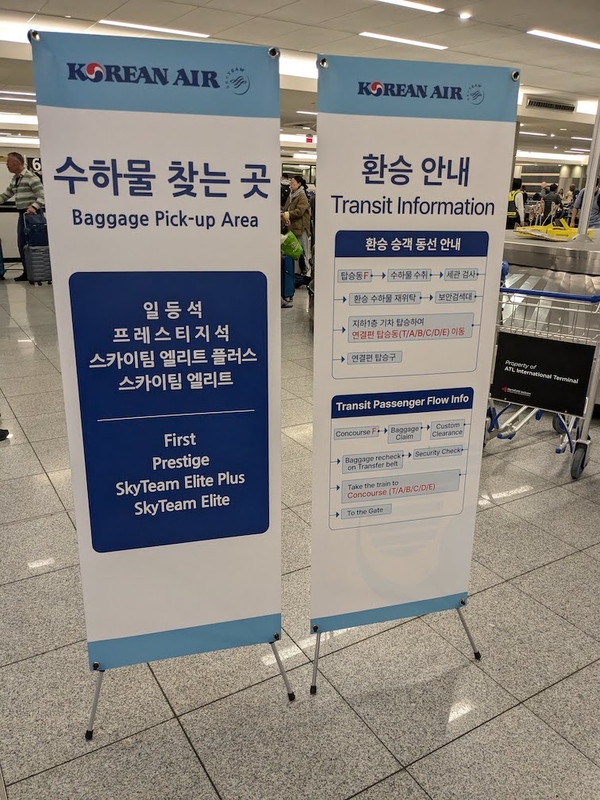 KOREAN AIR
SKYTEAM
수하물 찾는 곳
Baggage Pick-up Area
일등석
프레스티지석
스카이팀 엘리트 플러스
스카이팀 엘리트
First
Prestige
SkyTeam Elite Plus
SkyTeam Elite
KOREAN AIR
환승 안내
Transit Information
환승 승객 동선 안내
탑승동F 수하물 수취 세관 검사
환승 수하물 재위탁 보안검색대
지하1층 기차 탑승하여
연결편 탑승동(T/A/B/C/D/E) 이동
연결편 탑승구
Transit Passenger Flow Info
Concourse F Baggage Claim Custom Clearance
Baggage recheck on Transfer belt Security Check
Take the train to
Concourse (T/A/B/C/D/E)
To the Gate
Property of
ATL International Terminal
6